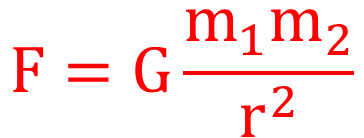 F = G m₁m₂ / r²